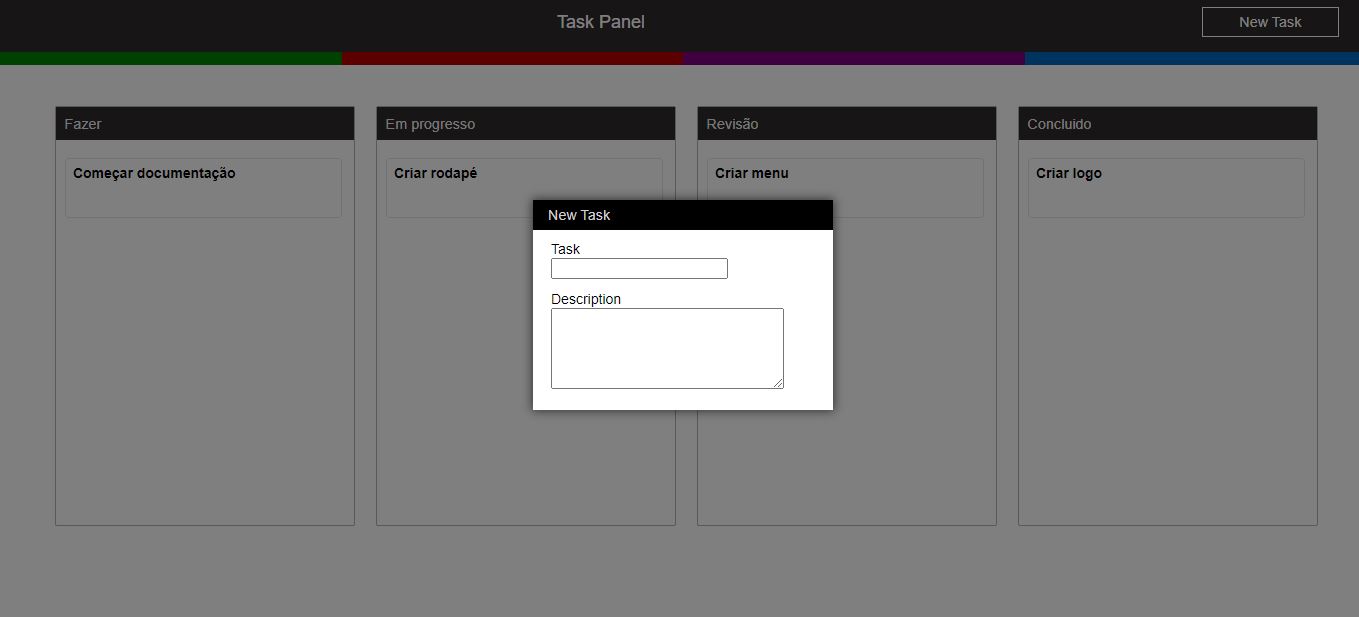 Task Panel
New Task
Fazer
Em progresso
Revisão
Concluido
Começar documentação
Criar rodapé
Criar menu
Criar logo
New Task
Task
Description